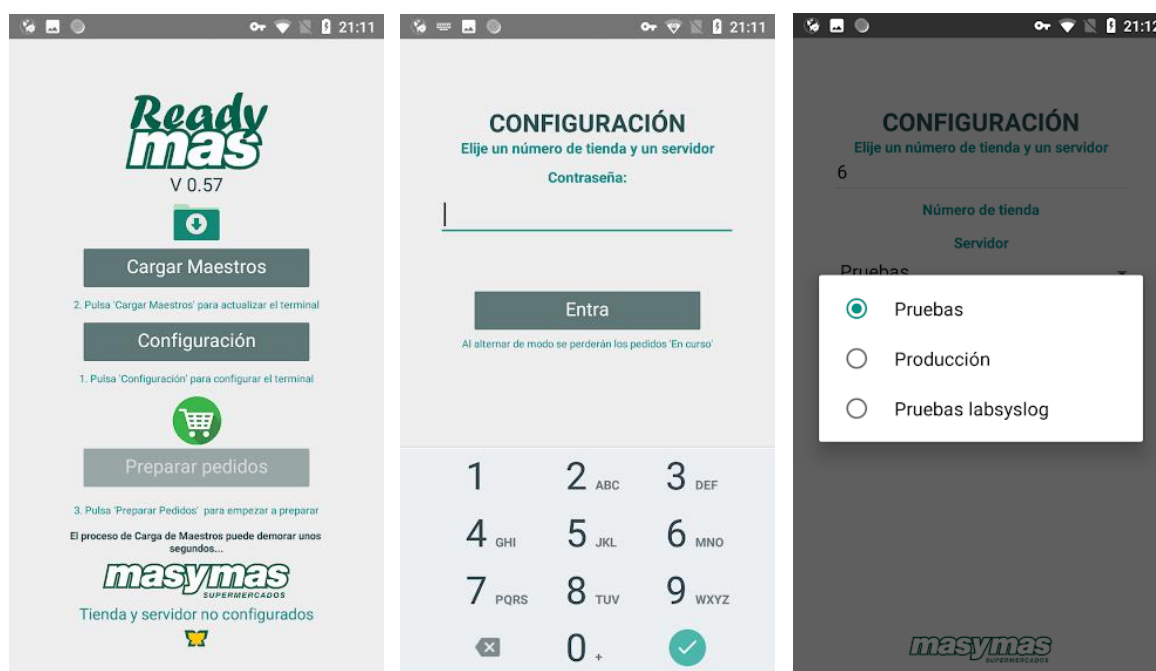 21:11
Ready
mas
V 0.57
Cargar Maestros
2. Pulsa 'Cargar Maestros' para actualizar el terminal
Configuración
1. Pulsa 'Configuración' para configurar el terminal
Preparar pedidos
3. Pulsa 'Preparar Pedidos' para empezar a preparar
El proceso de Carga de Maestros puede demorar unos
segundos...
masymas
SUPERMERCADOS
Tienda y servidor no configurados
21:11
CONFIGURACIÓN
Elije un número de tienda y un servidor
Contraseña:
Entra
Al alternar de modo se perderán los pedidos 'En curso'
1
2 ABC
3 DEF
4 GHI
5 JKL
6 MNO
7 PQRS
8 TUV
9 WXYZ
0 +
21:12
CONFIGURACIÓN
Elije un número de tienda y un servidor
6
Número de tienda
Servidor
Pruebas
Pruebas
Producción
Pruebas labsyslog
masymas
SUPERMERCADOS